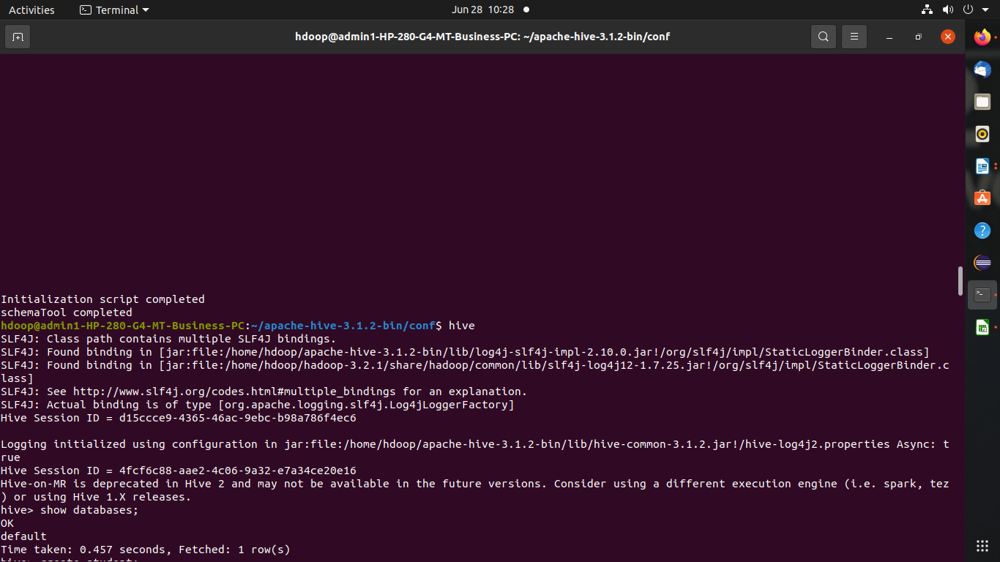 Activities
Terminal
Jun 28 10:28
hdoop@admin1-HP-280-G4-MT-Business-PC: ~/apache-hive-3.1.2-bin/conf
Initialization script completed
schemaTool completed
hdoop@admin1-HP-280-G4-MT-Business-PC:~/apache-hive-3.1.2-bin/conf$ hive
SLF4J: Class path contains multiple SLF4J bindings.
SLF4J: Found binding in [jar:file:/home/hdoop/apache-hive-3.1.2-bin/lib/log4j-slf4j-impl-2.10.0.jar!/org/slf4j/impl/StaticLoggerBinder.class]
SLF4J: Found binding in [jar:file:/home/hdoop/hadoop-3.2.1/share/hadoop/common/lib/slf4j-log4j12-1.7.25.jar!/org/slf4j/impl/StaticLoggerBinder.c
lass]
SLF4J: See http://www.slf4j.org/codes.html#multiple_bindings for an explanation.
SLF4J: Actual binding is of type [org.apache.logging.slf4j.Log4jLoggerFactory]
Hive Session ID = d15ccce9-4365-46ac-9ebc-b98a786f4ec6
Logging initialized using configuration in jar:file:/home/hdoop/apache-hive-3.1.2-bin/lib/hive-common-3.1.2.jar!/hive-log4j2.properties Async: t
rue
Hive Session ID = 4fcf6c88-aae2-4c06-9a32-e7a34ce20e16
Hive-on-MR is deprecated in Hive 2 and may not be available in the future versions. Consider using a different execution engine (i.e. spark, tez
) or using Hive 1.X releases.
hive> show databases;
OK
default
Time taken: 0.457 seconds, Fetched: 1 row(s)
hive> create student;